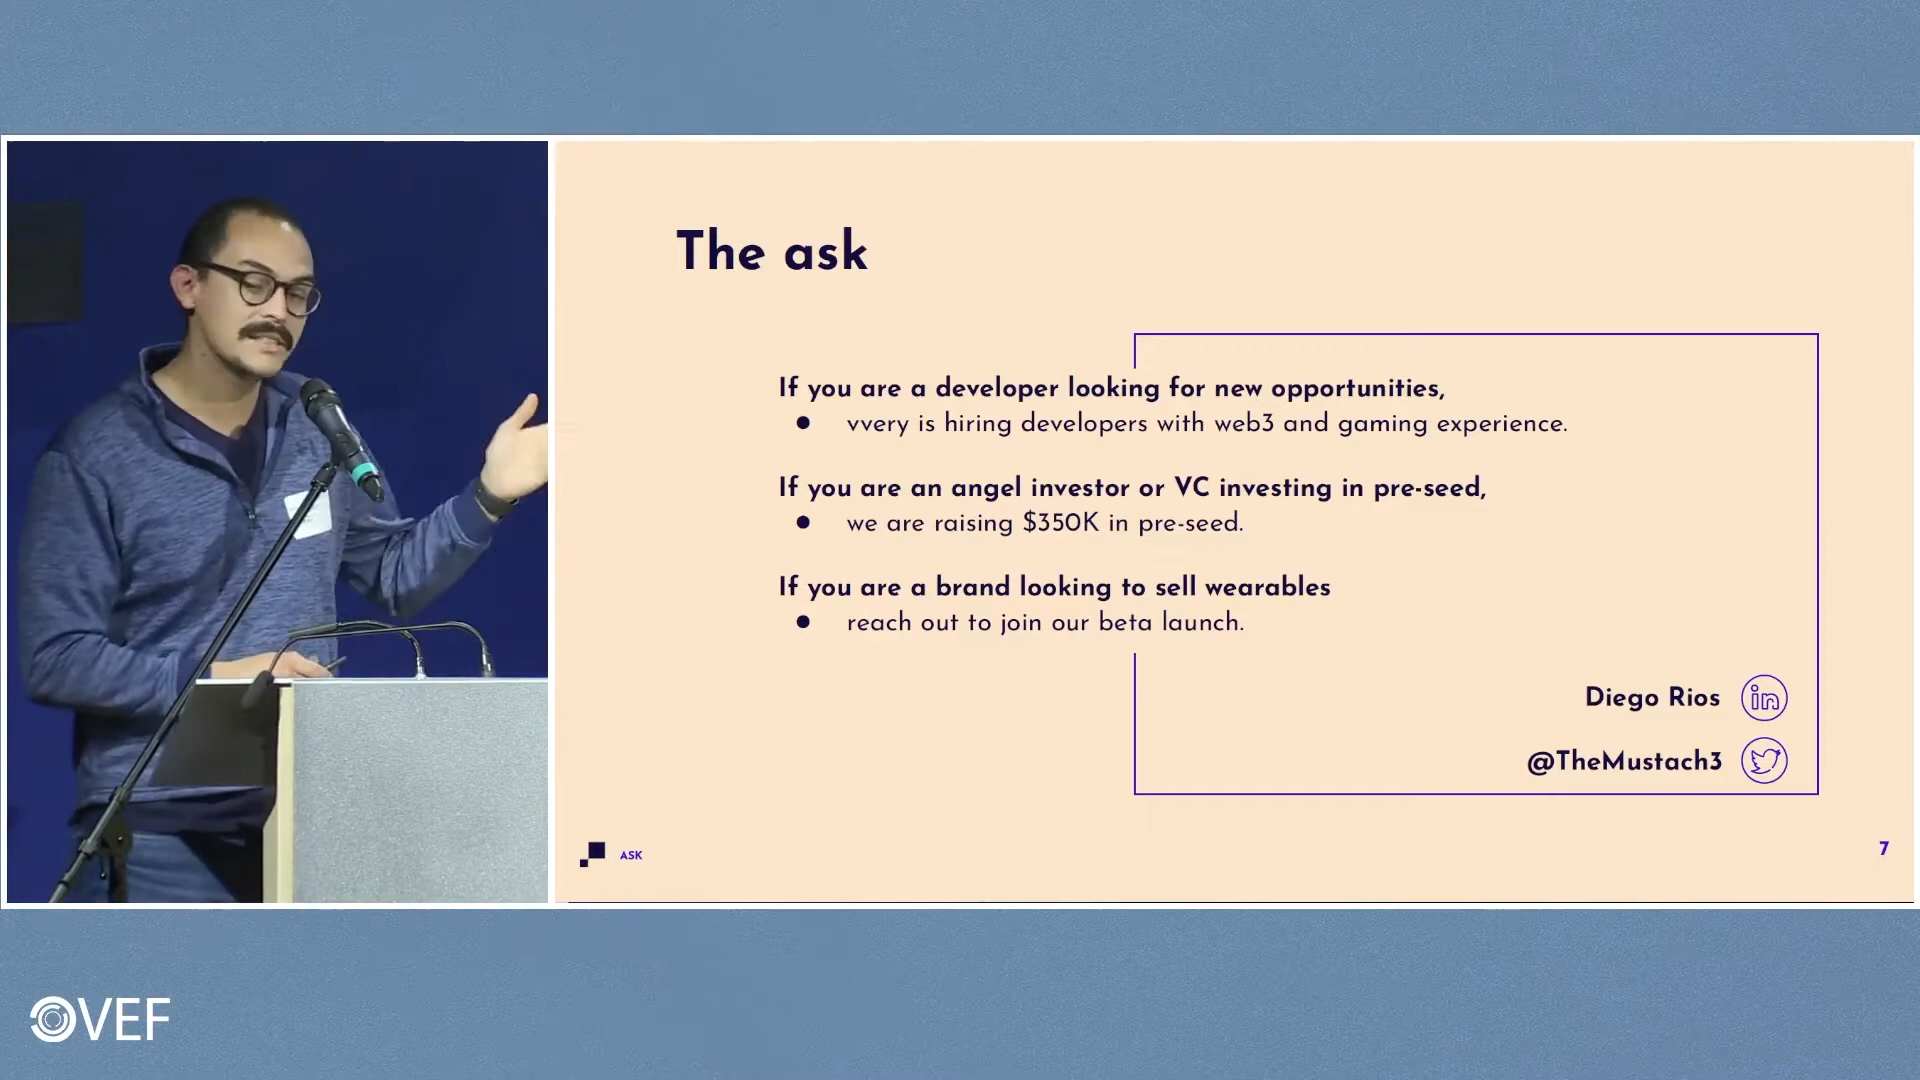 The ask
If you are a developer looking for new opportunities,
● vvery is hiring developers with web3 and gaming experience.
If you are an angel investor or VC investing in pre-seed,
● we are raising $350K in pre-seed.
If you are a brand looking to sell wearables
● reach out to join our beta launch.
Diego Rios in
@TheMustach3
ASK
7
VEF